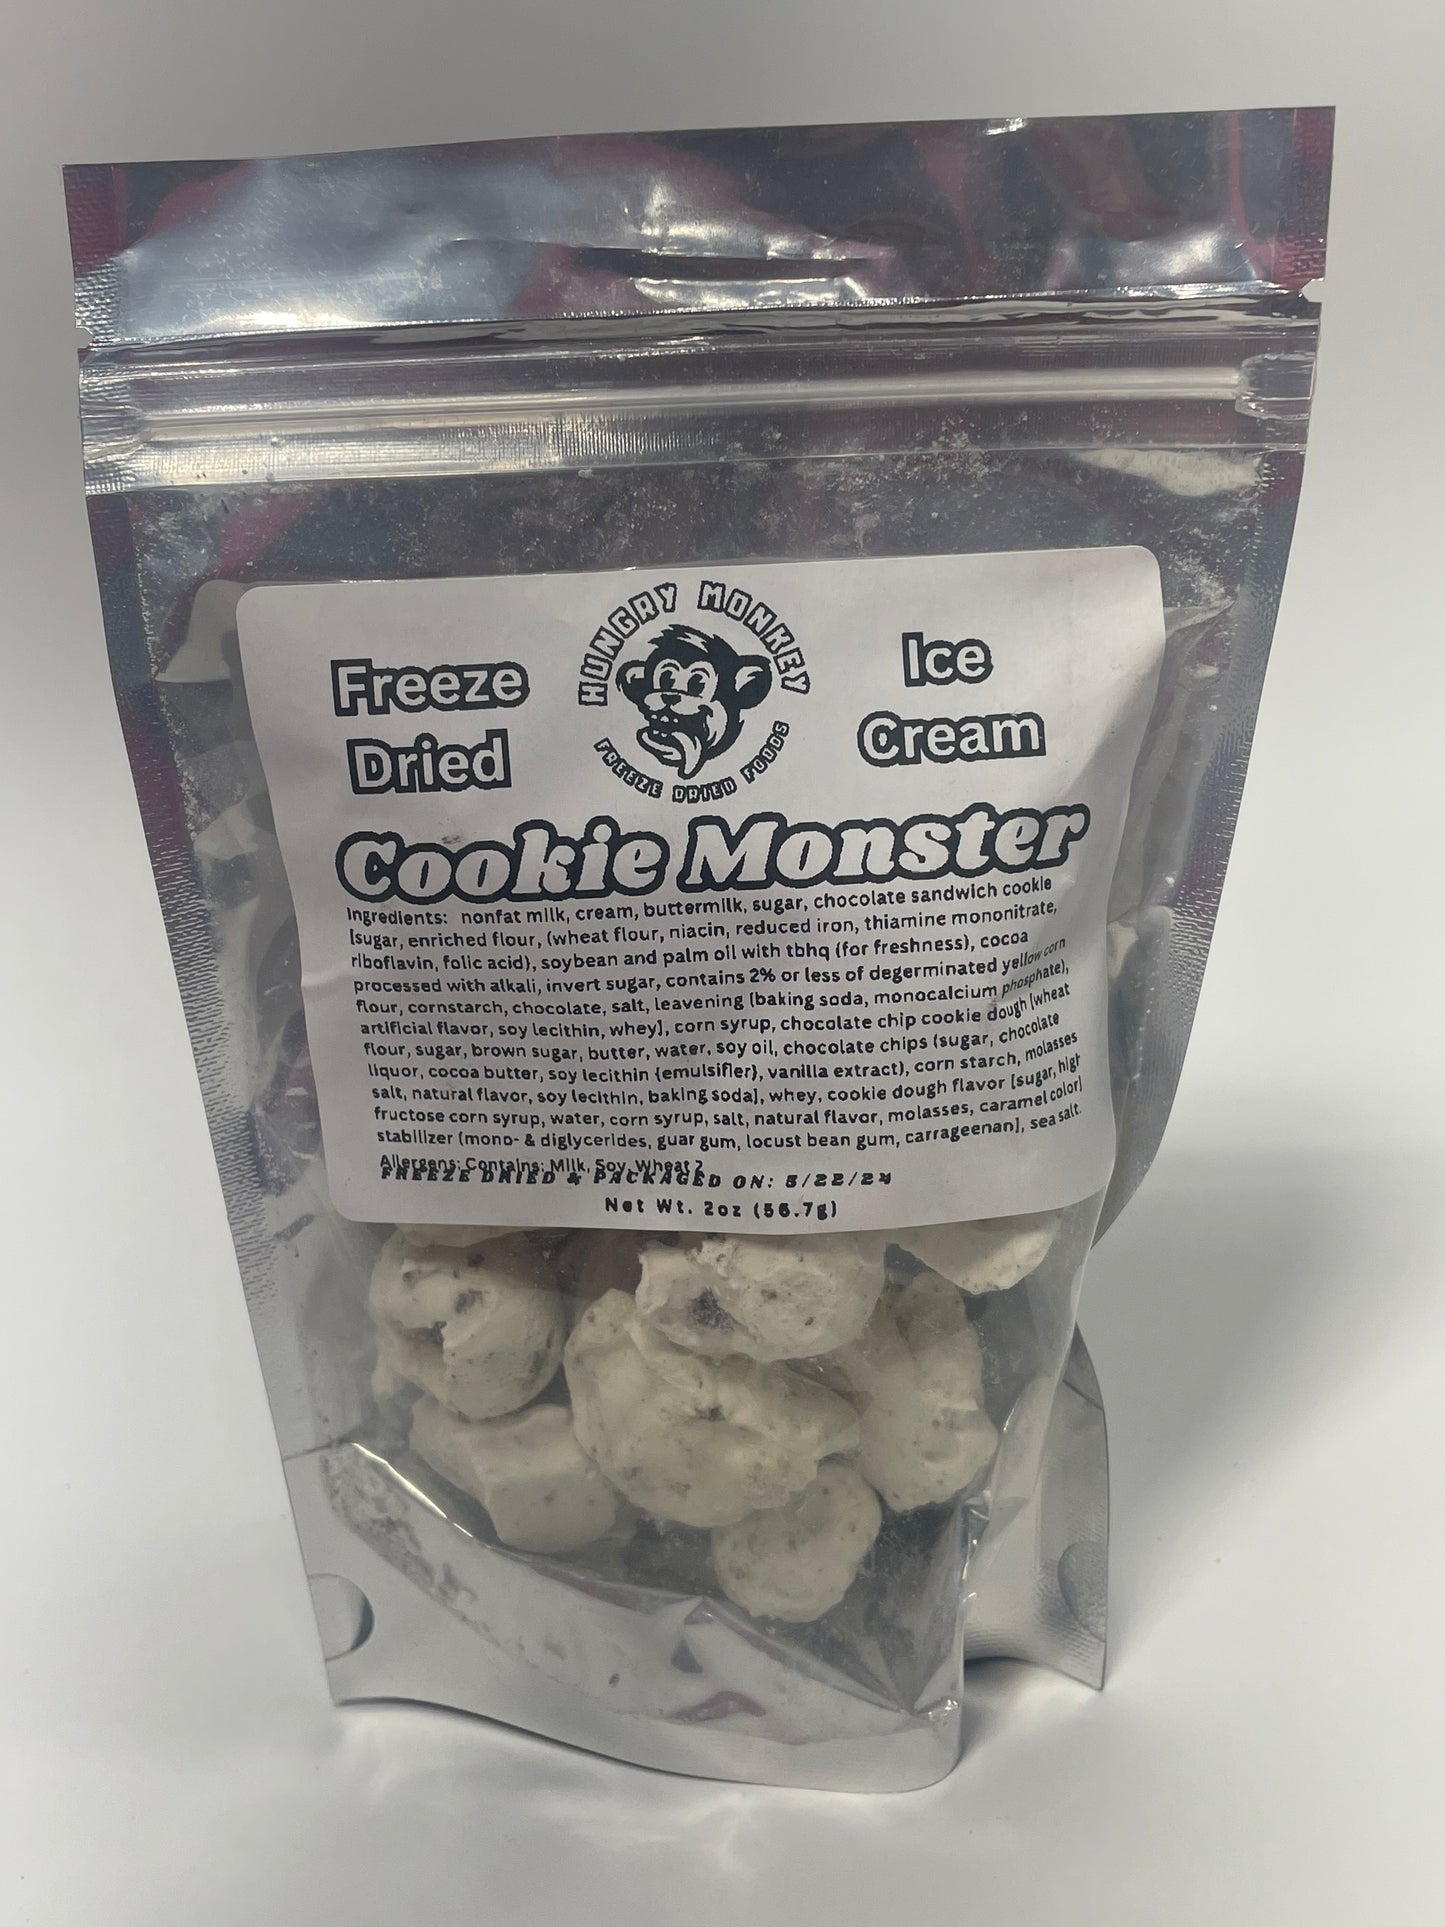 HUNGRY MONKEY
FREEZE DRIED FOODS
Freeze
Dried
Ice
Cream
Cookie Monster
Ingredients: nonfat milk, cream, buttermilk, sugar, chocolate sandwich cookie
[sugar, enriched flour, (wheat flour, niacin, reduced iron, thiamine mononitrate,
riboflavin, folic acid), soybean and palm oil with tbhq (for freshness), cocoa
processed with alkali, invert sugar, contains 2% or less of degerminated yellow corn
flour, cornstarch, chocolate, salt, leavening (baking soda, monocalcium phosphate),
artificial flavor, soy lecithin, whey], corn syrup, chocolate chip cookie dough [wheat
flour, sugar, brown sugar, butter, water, soy oil, chocolate chips (sugar, chocolate
liquor, cocoa butter, soy lecithin {emulsifier}, vanilla extract), corn starch, molasses
salt, natural flavor, soy lecithin, baking soda], whey, cookie dough flavor [sugar, high
fructose corn syrup, water, corn syrup, salt, natural flavor, molasses, caramel color]
stabilizer (mono- & diglycerides, guar gum, locust bean gum, carrageenan], sea salt.
Allergens: Contains: Milk, Soy, Wheat ?
FREEZE DRIED & PACKAGED ON: 5/22/24
Net Wt. 2oz (56.7g)